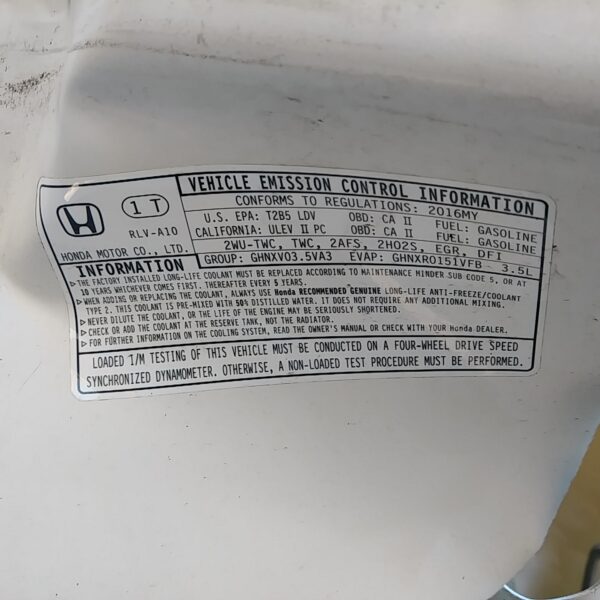 1 T
RLV-A10
HONDA MOTOR CO., LTD.
VEHICLE EMISSION CONTROL INFORMATION
CONFORMS TO REGULATIONS: 2016MY
U.S. EPA: T2B5 LDV OBD: CA II FUEL: GASOLINE
CALIFORNIA: ULEV II PC OBD: CA II FUEL: GASOLINE
2WU-TWC, TWC, 2AFS, 2HO2S, EGR, DFI
GROUP: GHNXV03.5VA3 EVAP: GHNXR0151VFB 3.5L
INFORMATION
▷THE FACTORY INSTALLED LONG-LIFE COOLANT MUST BE REPLACED ACCORDING TO MAINTENANCE MINDER SUB CODE 5, OR AT
10 YEARS WHICHEVER COMES FIRST. THEREAFTER EVERY 5 YEARS.
▷WHEN ADDING OR REPLACING THE COOLANT, ALWAYS USE Honda RECOMMENDED GENUINE LONG-LIFE ANTI-FREEZE/COOLANT
TYPE 2. THIS COOLANT IS PRE-MIXED WITH 50% DISTILLED WATER. IT DOES NOT REQUIRE ANY ADDITIONAL MIXING.
▷NEVER DILUTE THE COOLANT, OR THE LIFE OF THE ENGINE MAY BE SERIOUSLY SHORTENED.
▷CHECK OR ADD THE COOLANT AT THE RESERVE TANK, NOT THE RADIATOR.
▷FOR FURTHER INFORMATION ON THE COOLING SYSTEM, READ THE OWNER'S MANUAL OR CHECK WITH YOUR Honda DEALER.
LOADED I/M TESTING OF THIS VEHICLE MUST BE CONDUCTED ON A FOUR-WHEEL DRIVE SPEED
SYNCHRONIZED DYNAMOMETER. OTHERWISE, A NON-LOADED TEST PROCEDURE MUST BE PERFORMED.